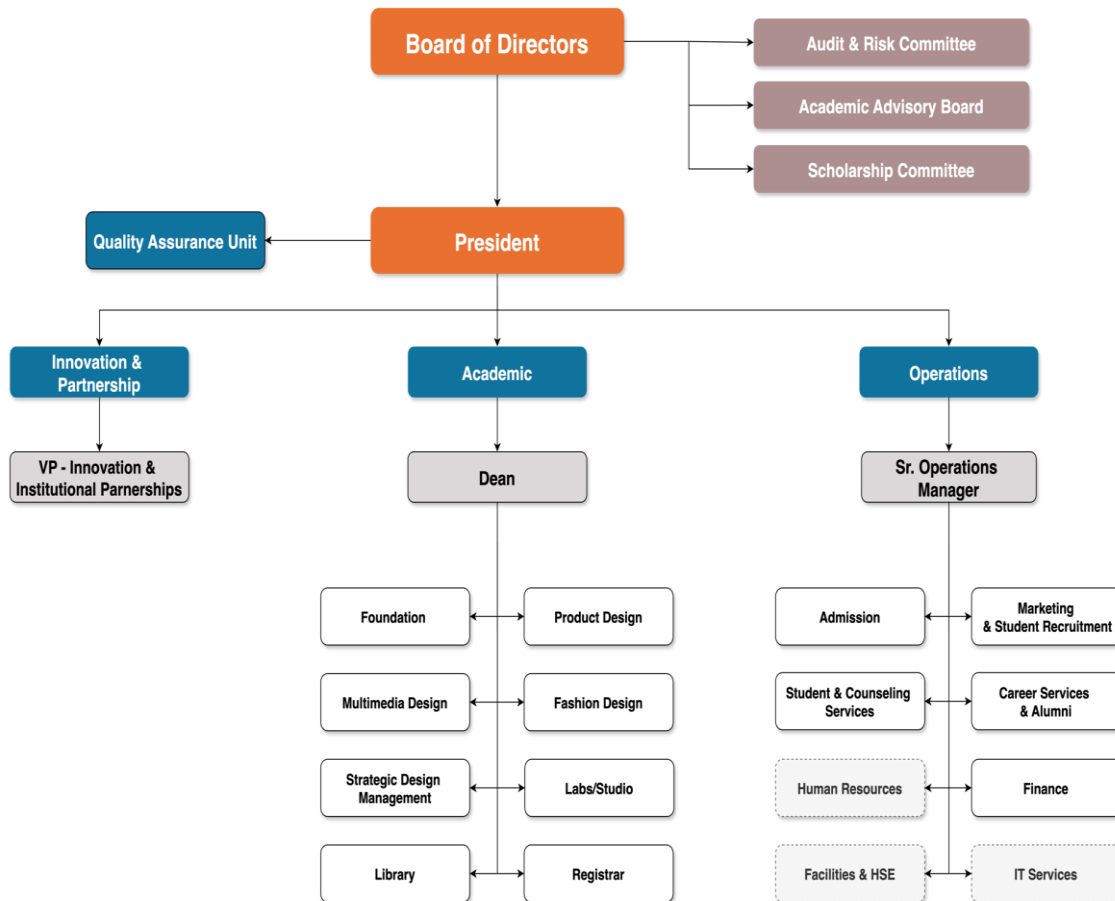 Board of Directors
Audit & Risk Committee
Academic Advisory Board
Scholarship Committee
Quality Assurance Unit
President
Innovation &
Partnership
Academic
Operations
VP - Innovation &
Institutional Parnerships
Dean
Sr. Operations
Manager
Foundation
Product Design
Admission
Marketing
& Student Recruitment
Multimedia Design
Fashion Design
Student & Counseling
Services
Career Services
& Alumni
Strategic Design
Management
Labs/Studio
Human Resources
Finance
Library
Registrar
Facilities & HSE
IT Services